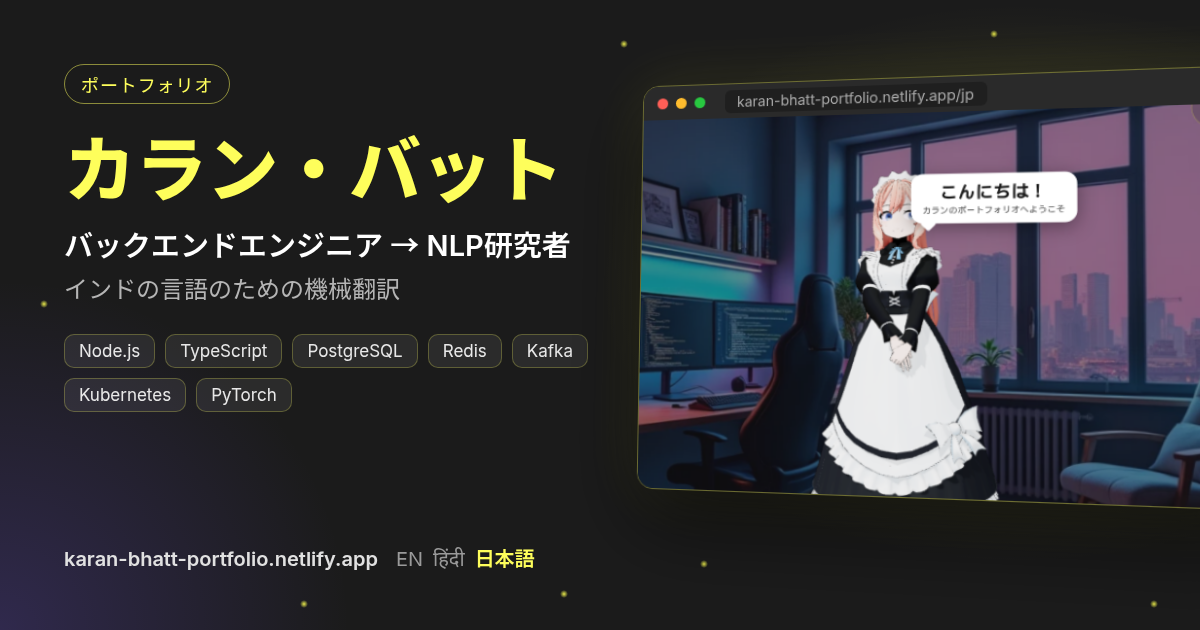 ポートフォリオ
カラン・バット
バックエンドエンジニア → NLP研究者
インドの言語のための機械翻訳
Node.js TypeScript PostgreSQL Redis Kafka
Kubernetes PyTorch
karan-bhatt-portfolio.netlify.app EN हिंदी 日本語
karan-bhatt-portfolio.netlify.app/jp
こんにちは！
カランのポートフォリオへようこそ